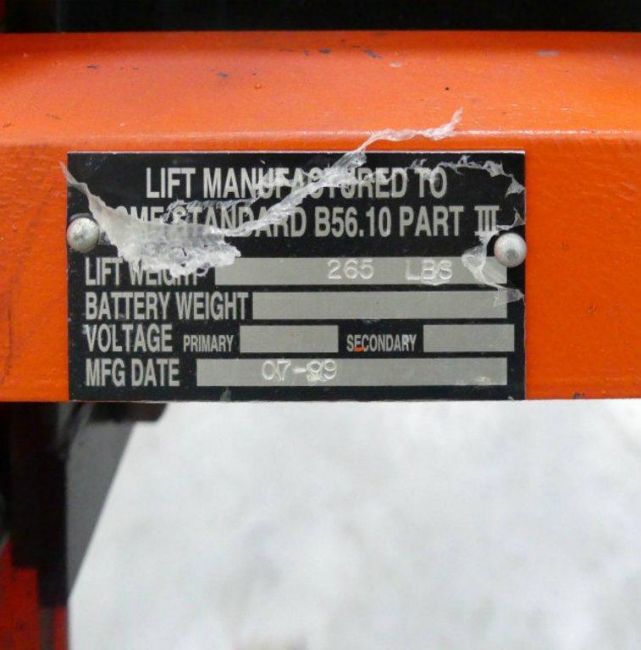 LIFT MANUFACTURED TO
STANDARD B56.10 PART III
LIFT WEIGHT 265 LBS
BATTERY WEIGHT
VOLTAGE PRIMARY SECONDARY
MFG DATE 07-99